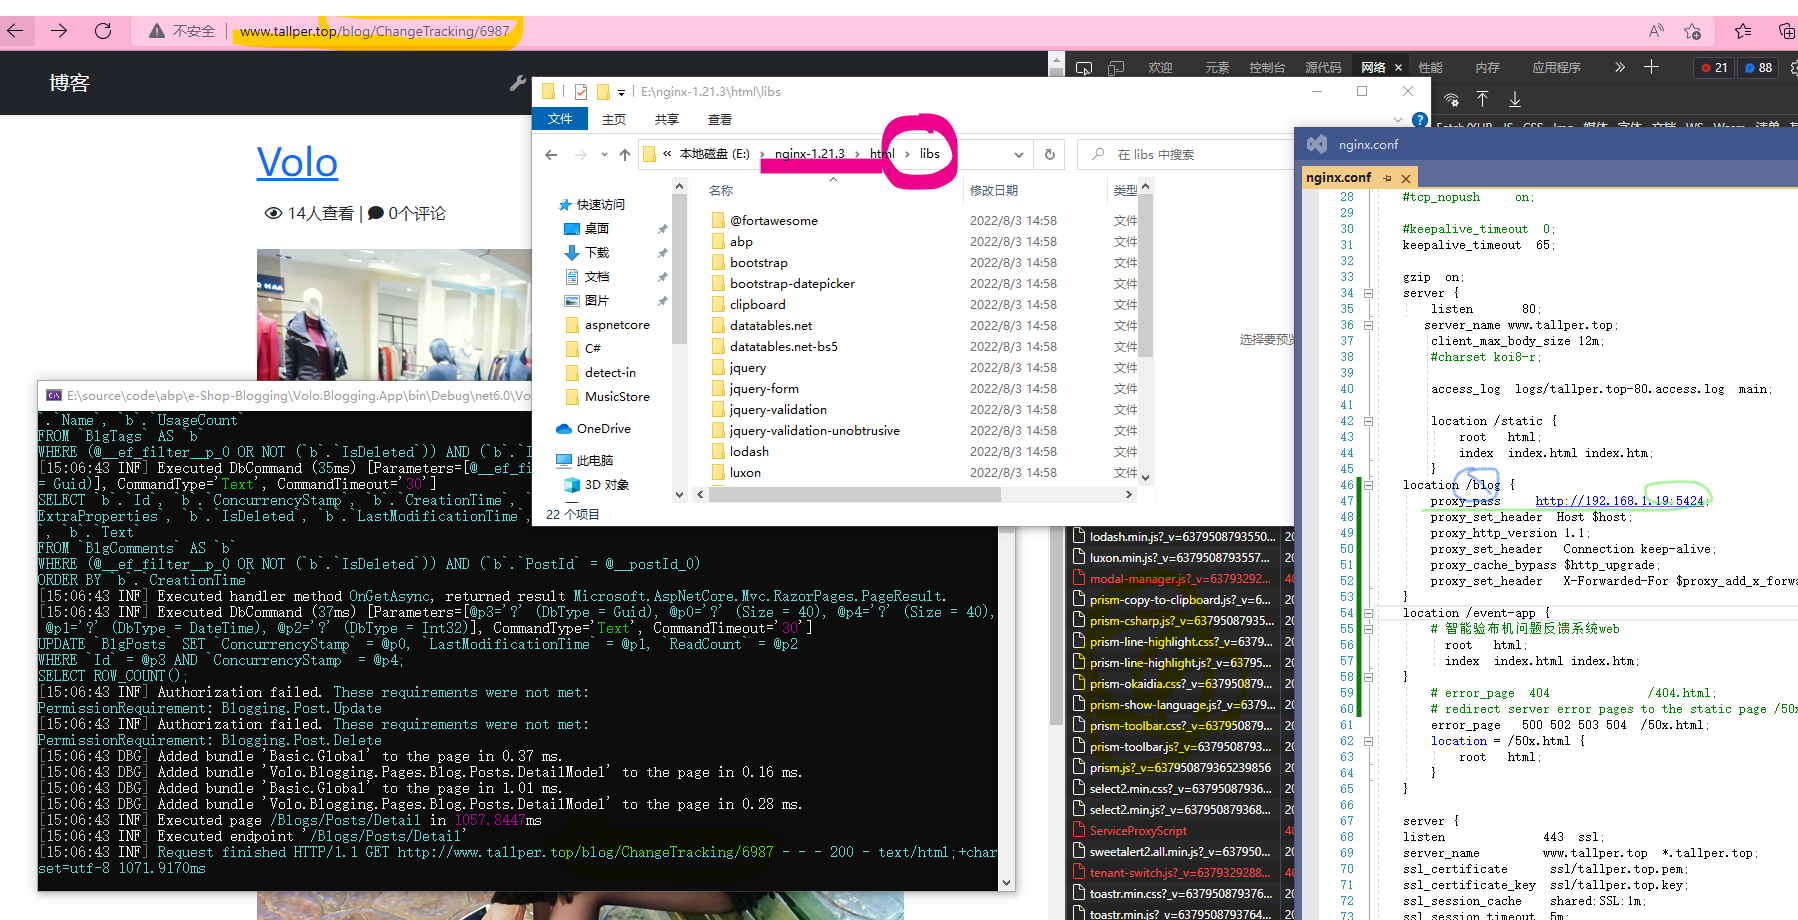 不安全 www.tallper.top/blog/ChangeTracking/6987
博客
Volo
14人查看 | 0个评论
欢迎 元素 控制台 源代码 网络 性能 内存 应用程序 21 88
E:\nginx-1.21.3\html\libs
文件 主页 共享 查看
« 本地磁盘 (E:) › nginx-1.21.3 › html › libs
在 libs 中搜索
快速访问
桌面
下载
文档
图片
aspnetcore
C#
detect-in
MusicStore
OneDrive
此电脑
3D 对象
名称 修改日期 类型
@fortawesome 2022/8/3 14:58 文件
abp 2022/8/3 14:58 文件
bootstrap 2022/8/3 14:58 文件
bootstrap-datepicker 2022/8/3 14:58 文件
clipboard 2022/8/3 14:58 文件
datatables.net 2022/8/3 14:58 文件
datatables.net-bs5 2022/8/3 14:58 文件
jquery 2022/8/3 14:58 文件
jquery-form 2022/8/3 14:58 文件
jquery-validation 2022/8/3 14:58 文件
jquery-validation-unobtrusive 2022/8/3 14:58 文件
lodash 2022/8/3 14:58 文件
luxon 2022/8/3 14:58 文件
选择要预览
22 个项目
E:\source\code\abp\e-Shop-Blogging\Volo.Blogging.App\bin\Debug\net6.0\Vo
`.`Name`, `b`.`UsageCount`
FROM `BlgTags` AS `b`
WHERE (@__ef_filter__p_0 OR NOT (`b`.`IsDeleted`)) AND (`b`.`I
[15:06:43 INF] Executed DbCommand (35ms) [Parameters=[@__ef_fi
= Guid)], CommandType='Text', CommandTimeout='30']
SELECT `b`.`Id`, `b`.`ConcurrencyStamp`, `b`.`CreationTime`,
ExtraProperties`, `b`.`IsDeleted`, `b`.`LastModificationTime`,
`, `b`.`Text`
FROM `BlgComments` AS `b`
WHERE (@__ef_filter__p_0 OR NOT (`b`.`IsDeleted`)) AND (`b`.`PostId` = @__postId_0)
ORDER BY `b`.`CreationTime`
[15:06:43 INF] Executed handler method OnGetAsync, returned result Microsoft.AspNetCore.Mvc.RazorPages.PageResult.
[15:06:43 INF] Executed DbCommand (37ms) [Parameters=[@p3='?' (DbType = Guid), @p0='?' (Size = 40), @p4='?' (Size = 40),
@p1='?' (DbType = DateTime), @p2='?' (DbType = Int32)], CommandType='Text', CommandTimeout='30']
UPDATE `BlgPosts` SET `ConcurrencyStamp` = @p0, `LastModificationTime` = @p1, `ReadCount` = @p2
WHERE `Id` = @p3 AND `ConcurrencyStamp` = @p4;
SELECT ROW_COUNT();
[15:06:43 INF] Authorization failed. These requirements were not met:
PermissionRequirement: Blogging.Post.Update
[15:06:43 INF] Authorization failed. These requirements were not met:
PermissionRequirement: Blogging.Post.Delete
[15:06:43 DBG] Added bundle 'Basic.Global' to the page in 0.37 ms.
[15:06:43 DBG] Added bundle 'Volo.Blogging.Pages.Blog.Posts.DetailModel' to the page in 0.16 ms.
[15:06:43 DBG] Added bundle 'Basic.Global' to the page in 1.01 ms.
[15:06:43 DBG] Added bundle 'Volo.Blogging.Pages.Blog.Posts.DetailModel' to the page in 0.28 ms.
[15:06:43 INF] Executed page /Blogs/Posts/Detail in 1057.8447ms
[15:06:43 INF] Executed endpoint '/Blogs/Posts/Detail'
[15:06:43 INF] Request finished HTTP/1.1 GET http://www.tallper.top/blog/ChangeTracking/6987 - - - 200 - text/html;+char
set=utf-8 1071.9170ms
lodash.min.js?_v=6379508793550... 20
luxon.min.js?_v=6379508793557... 20
modal-manager.js?_v=63793292... 40
prism-copy-to-clipboard.js?_v=6... 20
prism-csharp.js?_v=63795087935... 20
prism-line-highlight.css?_v=6379... 20
prism-line-highlight.js?_v=63795... 20
prism-okaidia.css?_v=637950879... 20
prism-show-language.js?_v=6379... 20
prism-toolbar.css?_v=637950879... 20
prism-toolbar.js?_v=6379508793... 20
prism.js?_v=637950879365239856 20
select2.min.css?_v=63795087936... 20
select2.min.js?_v=637950879368... 20
ServiceProxyScript 40
sweetalert2.all.min.js?_v=637950... 20
tenant-switch.js?_v=6379329288... 40
toastr.min.css?_v=637950879376... 20
toastr.min.js?_v=6379508793764... 20
nginx.conf
nginx.conf
28 #tcp_nopush on;
29
30 #keepalive_timeout 0;
31 keepalive_timeout 65;
32
33 gzip on;
34 server {
35 listen 80;
36 server_name www.tallper.top;
37 client_max_body_size 12m;
38 #charset koi8-r;
39
40 access_log logs/tallper.top-80.access.log main;
41
42 location /static {
43 root html;
44 index index.html index.htm;
45 }
46 location /blog {
47 proxy_pass http://192.168.1.19:5424;
48 proxy_set_header Host $host;
49 proxy_http_version 1.1;
50 proxy_set_header Connection keep-alive;
51 proxy_cache_bypass $http_upgrade;
52 proxy_set_header X-Forwarded-For $proxy_add_x_forwa
53 }
54 location /event-app {
55 # 智能验布机问题反馈系统web
56 root html;
57 index index.html index.htm;
58 }
59 # error_page 404 /404.html;
60 # redirect server error pages to the static page /50x
61 error_page 500 502 503 504 /50x.html;
62 location = /50x.html {
63 root html;
64 }
65 }
66
67 server {
68 listen 443 ssl;
69 server_name www.tallper.top *.tallper.top;
70 ssl_certificate ssl/tallper.top.pem;
71 ssl_certificate_key ssl/tallper.top.key;
72 ssl_session_cache shared:SSL:1m;
73 ssl_session_timeout 5m;